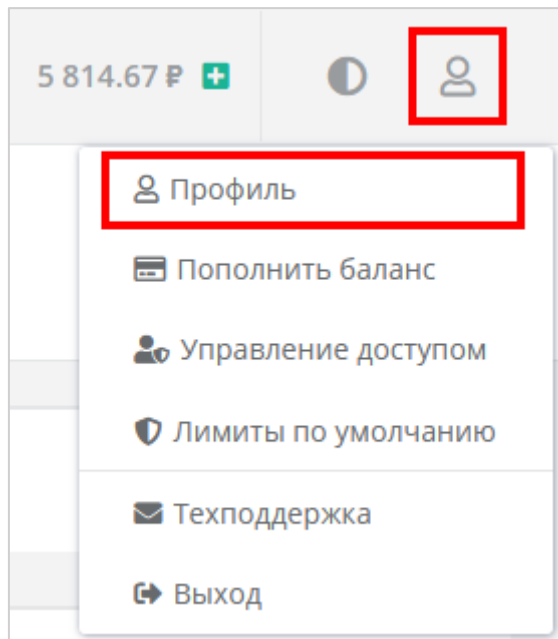 5 814.67 ₽
Профиль
Пополнить баланс
Управление доступом
Лимиты по умолчанию
Техподдержка
Выход